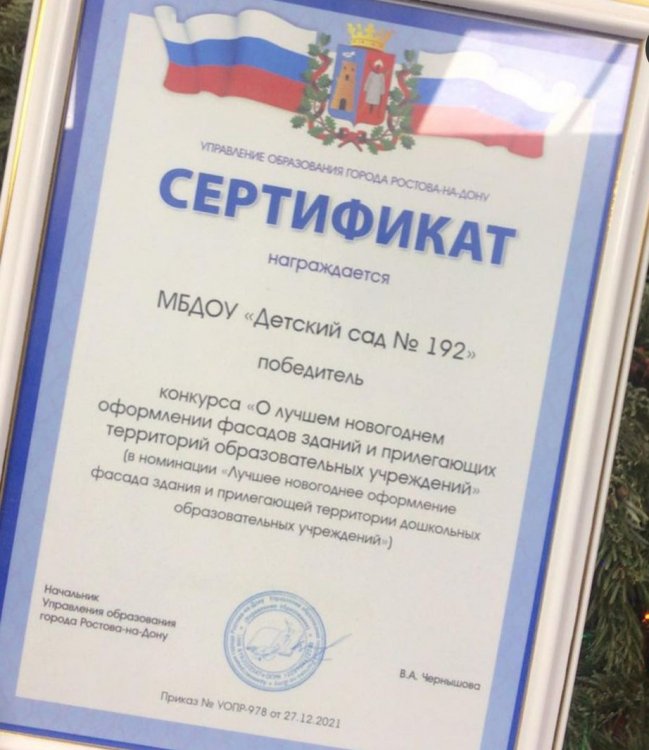 УПРАВЛЕНИЕ ОБРАЗОВАНИЯ ГОРОДА РОСТОВА-НА-ДОНУ
СЕРТИФИКАТ
награждается
МБДОУ «Детский сад № 192»
победитель
конкурса «О лучшем новогоднем
оформлении фасадов зданий и прилегающих
территорий образовательных учреждений»
(в номинации «Лучшее новогоднее оформление
фасада здания и прилегающей территории дошкольных
образовательных учреждений»)
Начальник
Управления образования
города Ростова-на-Дону
В.А. Чернышова
Приказ № УОПР-978 от 27.12.2021